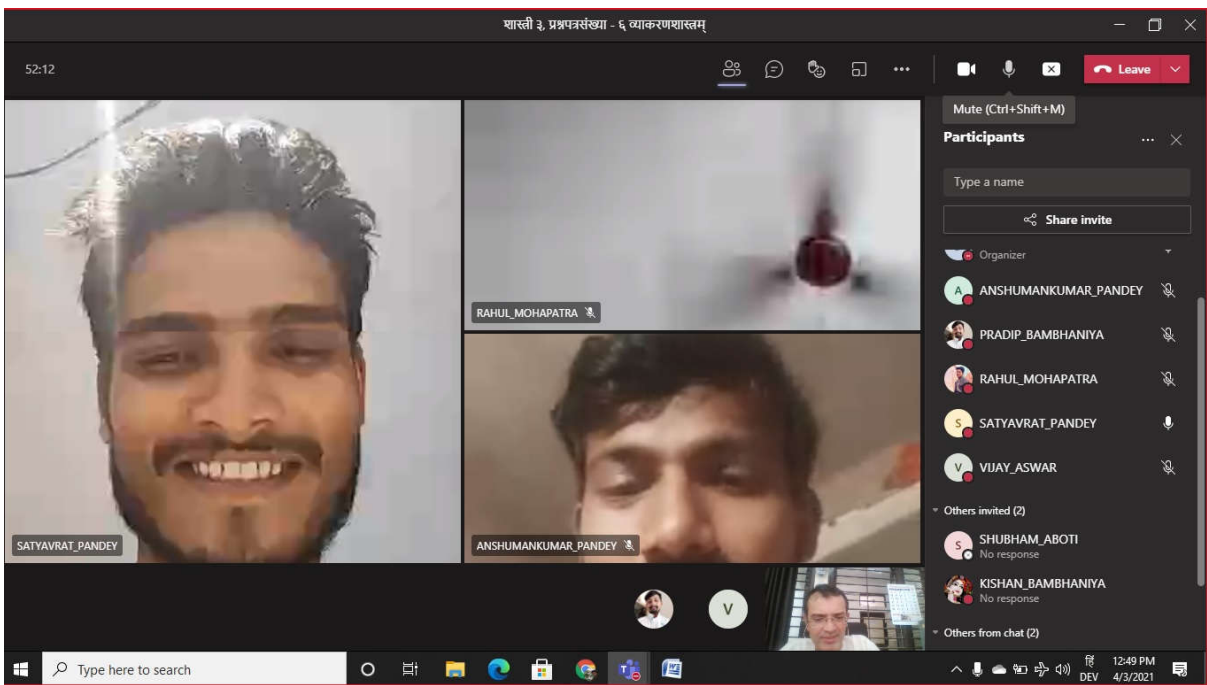 शास्त्री ३, प्रश्नपत्रसंख्या - ६ व्याकरणशास्त्रम्
52:12
Leave
Mute (Ctrl+Shift+M)
Participants
Type a name
Share invite
Organizer
A ANSHUMANKUMAR_PANDEY
PRADIP_BAMBHANIYA
RAHUL_MOHAPATRA
S SATYAVRAT_PANDEY
V VIJAY_ASWAR
Others invited (2)
S SHUBHAM_ABOTI
No response
KISHAN_BAMBHANIYA
No response
Others from chat (2)
RAHUL_MOHAPATRA
SATYAVRAT_PANDEY
ANSHUMANKUMAR_PANDEY
V
Type here to search
हिं
DEV
12:49 PM
4/3/2021